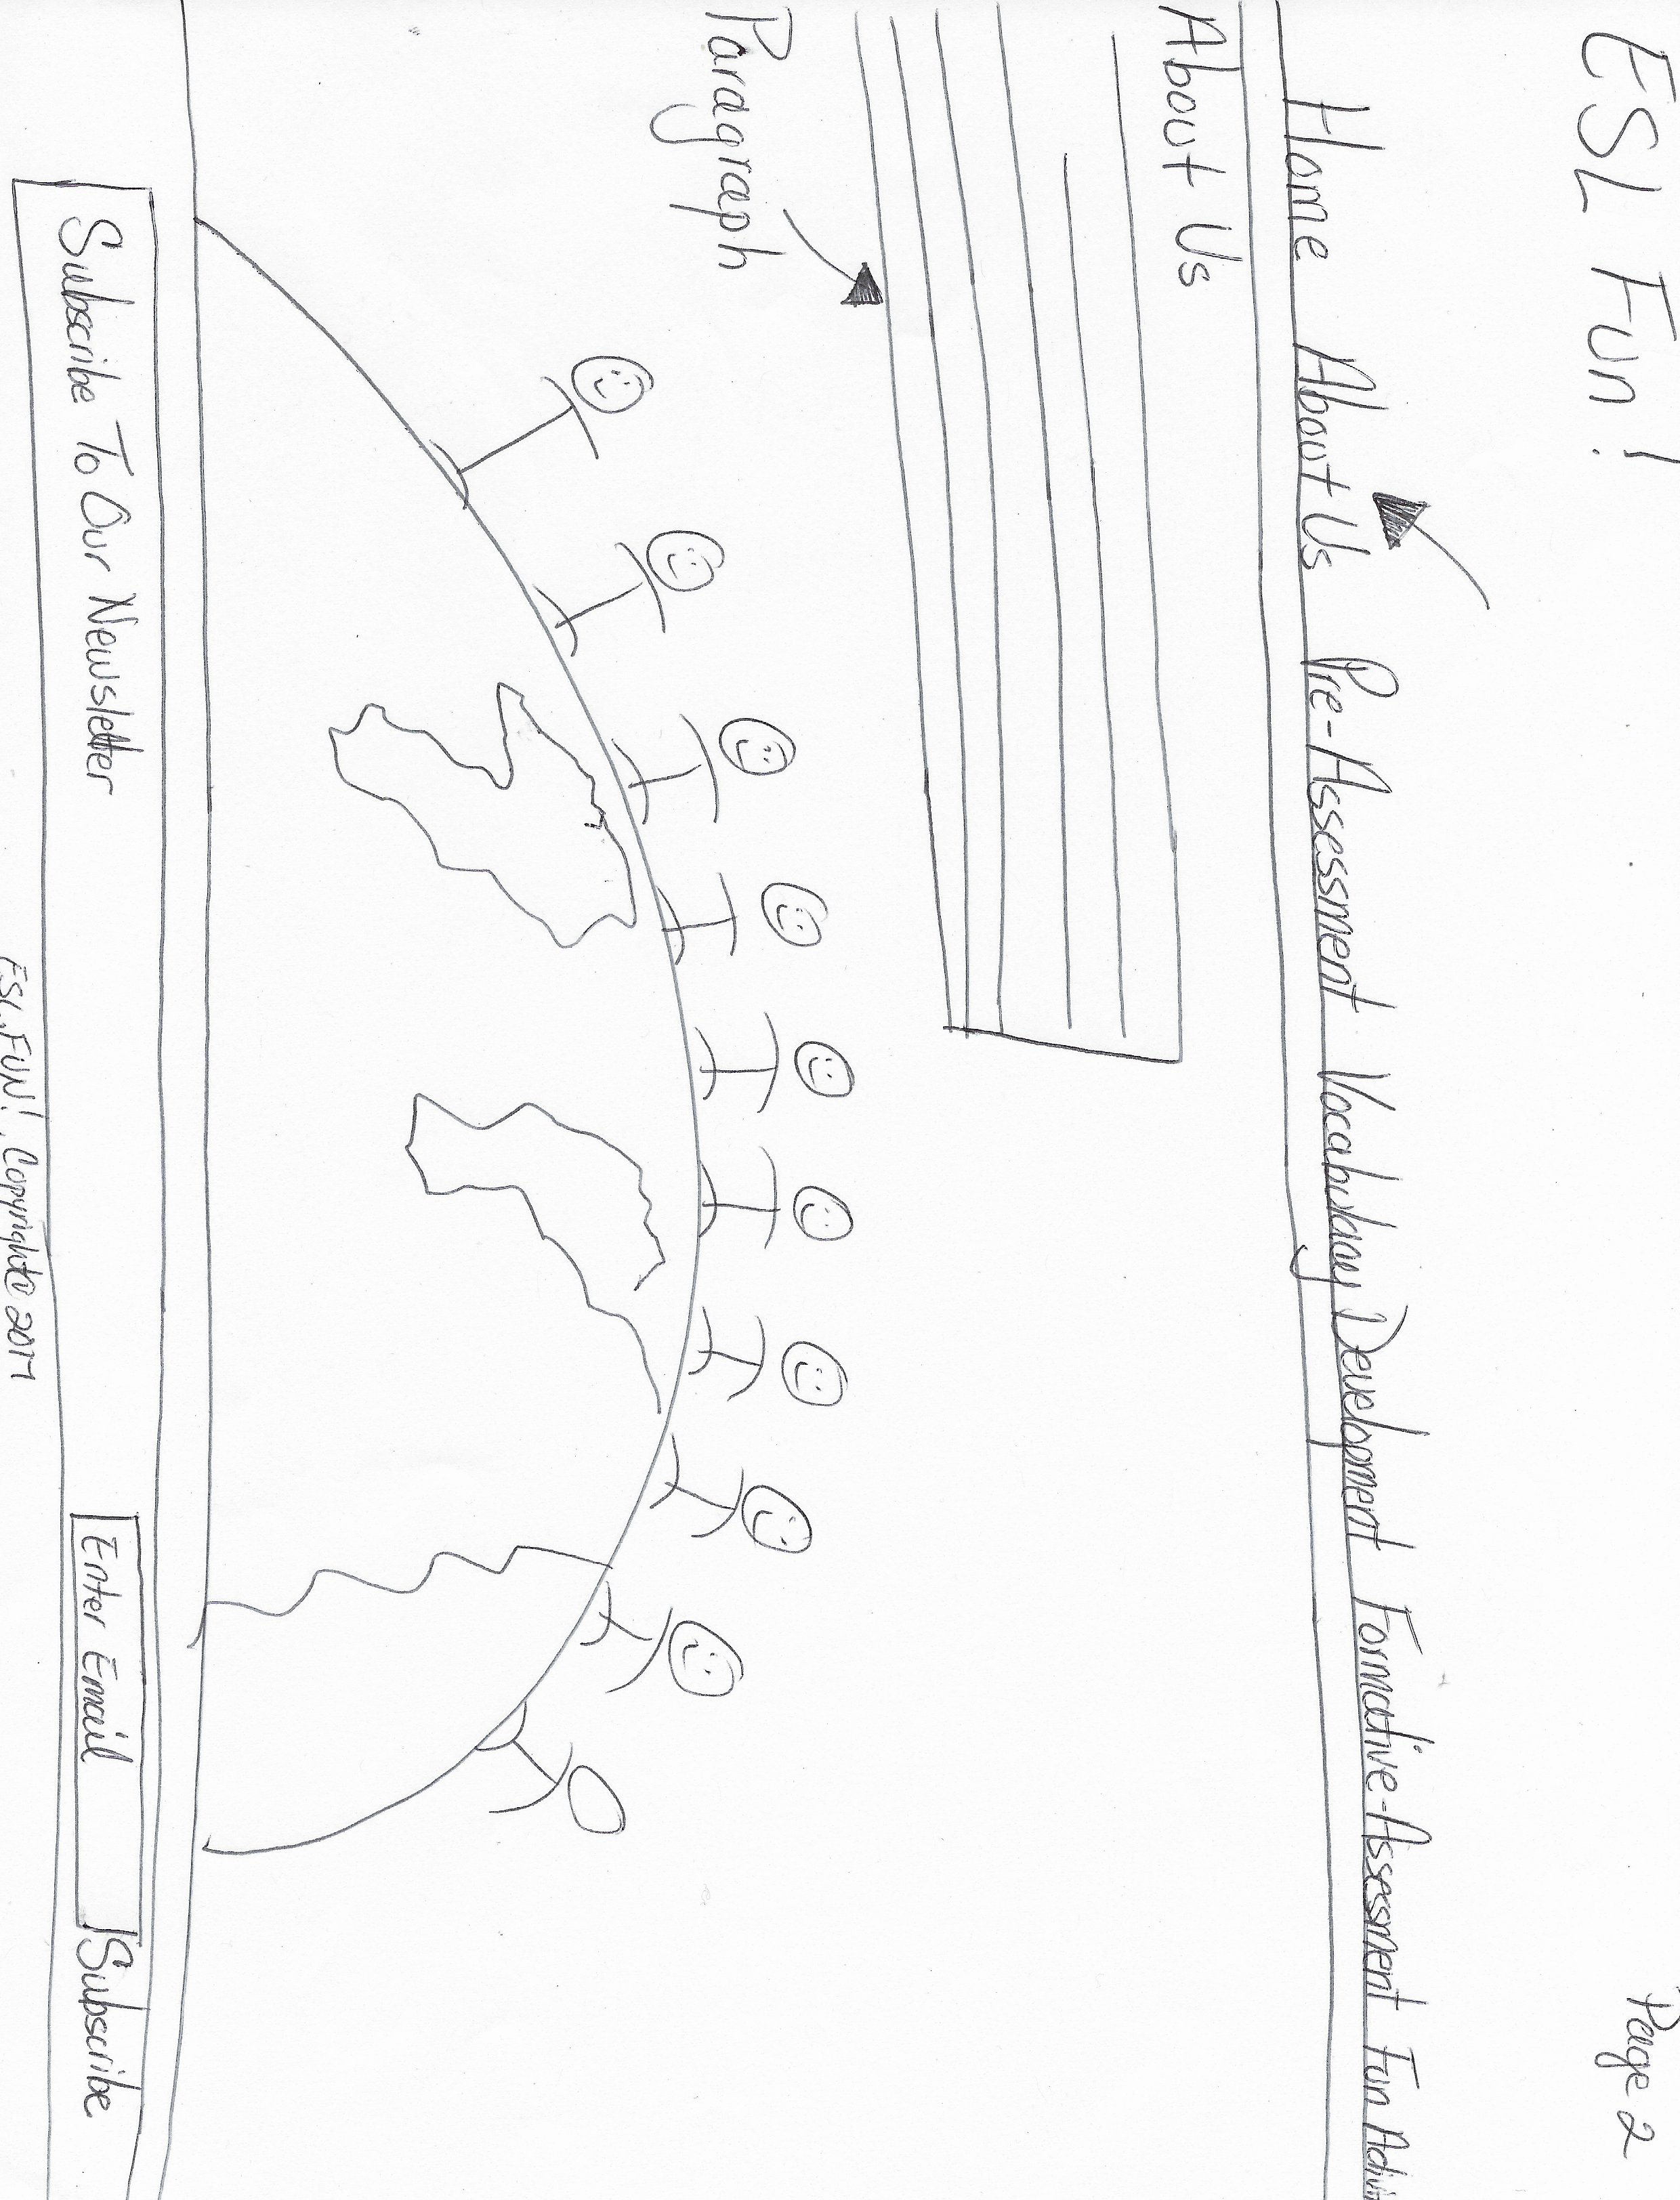 ESL Fun! Page 2
Home About Us Pre-Assessment Vocabulary Development Formative-Assessment Fun Activit
About Us
Paragraph
Subscribe To Our Newsletter Enter Email Subscribe
ESL.FUN!. Copyright© 2017